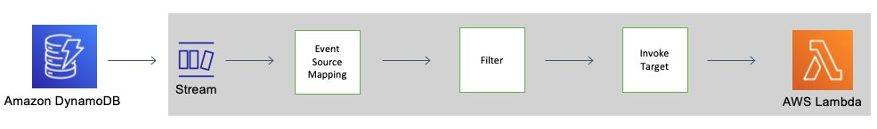 Amazon DynamoDB
Stream
Event
Source
Mapping
Filter
Invoke
Target
AWS Lambda